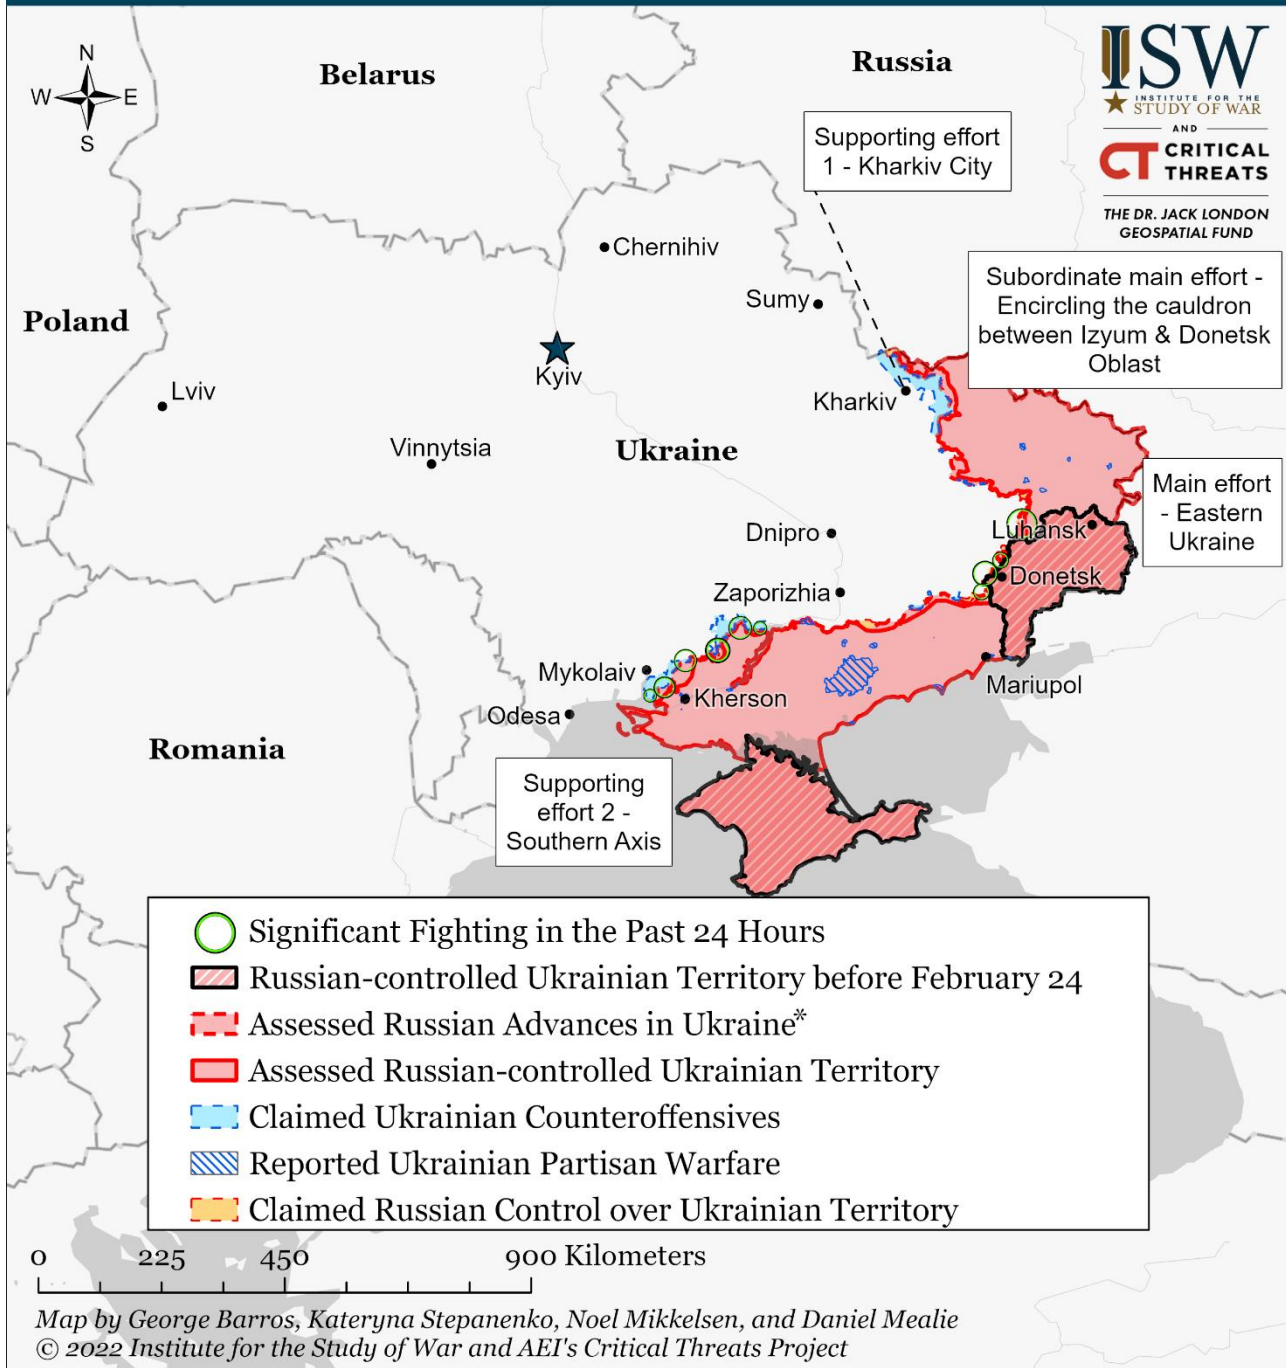 N
W
E
S
Belarus
Russia
ISW
INSTITUTE FOR THE
STUDY OF WAR
AND
CT CRITICAL
THREATS
THE DR. JACK LONDON
GEOSPATIAL FUND
Supporting effort
1 - Kharkiv City
Chernihiv
Sumy
Subordinate main effort -
Encircling the cauldron
between Izyum & Donetsk
Oblast
Poland
Kyiv
Lviv
Kharkiv
Vinnytsia
Ukraine
Main effort
- Eastern
Ukraine
Dnipro
Luhansk
Donetsk
Zaporizhia
Mykolaiv
Mariupol
Kherson
Odesa
Romania
Supporting
effort 2 -
Southern Axis
Significant Fighting in the Past 24 Hours
Russian-controlled Ukrainian Territory before February 24
Assessed Russian Advances in Ukraine*
Assessed Russian-controlled Ukrainian Territory
Claimed Ukrainian Counteroffensives
Reported Ukrainian Partisan Warfare
Claimed Russian Control over Ukrainian Territory
0 225 450 900 Kilometers
Map by George Barros, Kateryna Stepanenko, Noel Mikkelsen, and Daniel Mealie
© 2022 Institute for the Study of War and AEI's Critical Threats Project